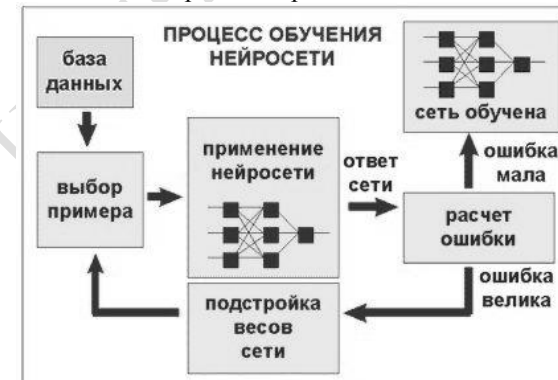 ПРОЦЕСС ОБУЧЕНИЯ
НЕЙРОСЕТИ
база
данных
выбор
примера
применение
нейросети
ответ
сети
расчет
ошибки
ошибка
мала
сеть обучена
ошибка
велика
подстройка
весов
сети